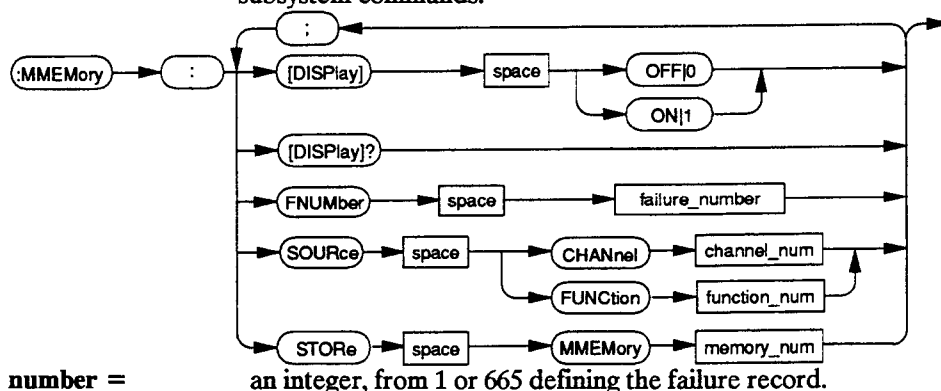 subsystem commands.
;
:MMEMory : [DISPlay] space OFF|0
ON|1
[DISPlay]?
FNUMber space failure_number
SOURce space CHANnel channel_num
FUNCtion function_num
STORe space MMEMory memory_num
number = an integer, from 1 or 665 defining the failure record.